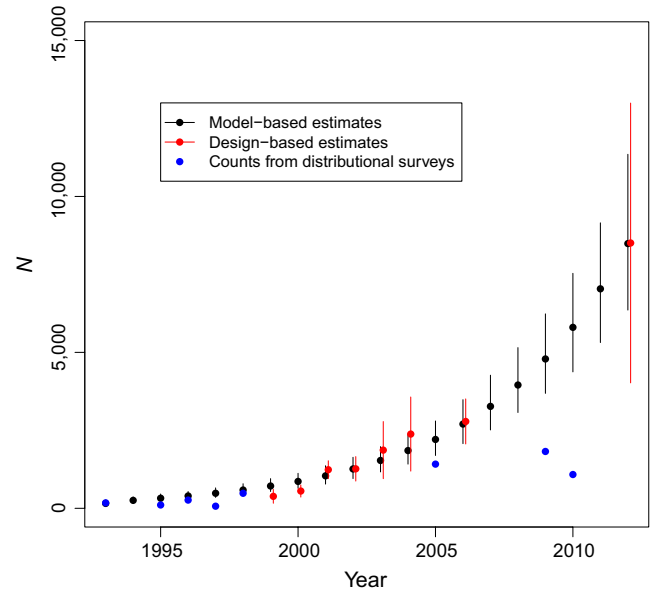 15,000
10,000
5,000
0
N
Model−based estimates
Design−based estimates
Counts from distributional surveys
1995
2000
2005
2010
Year